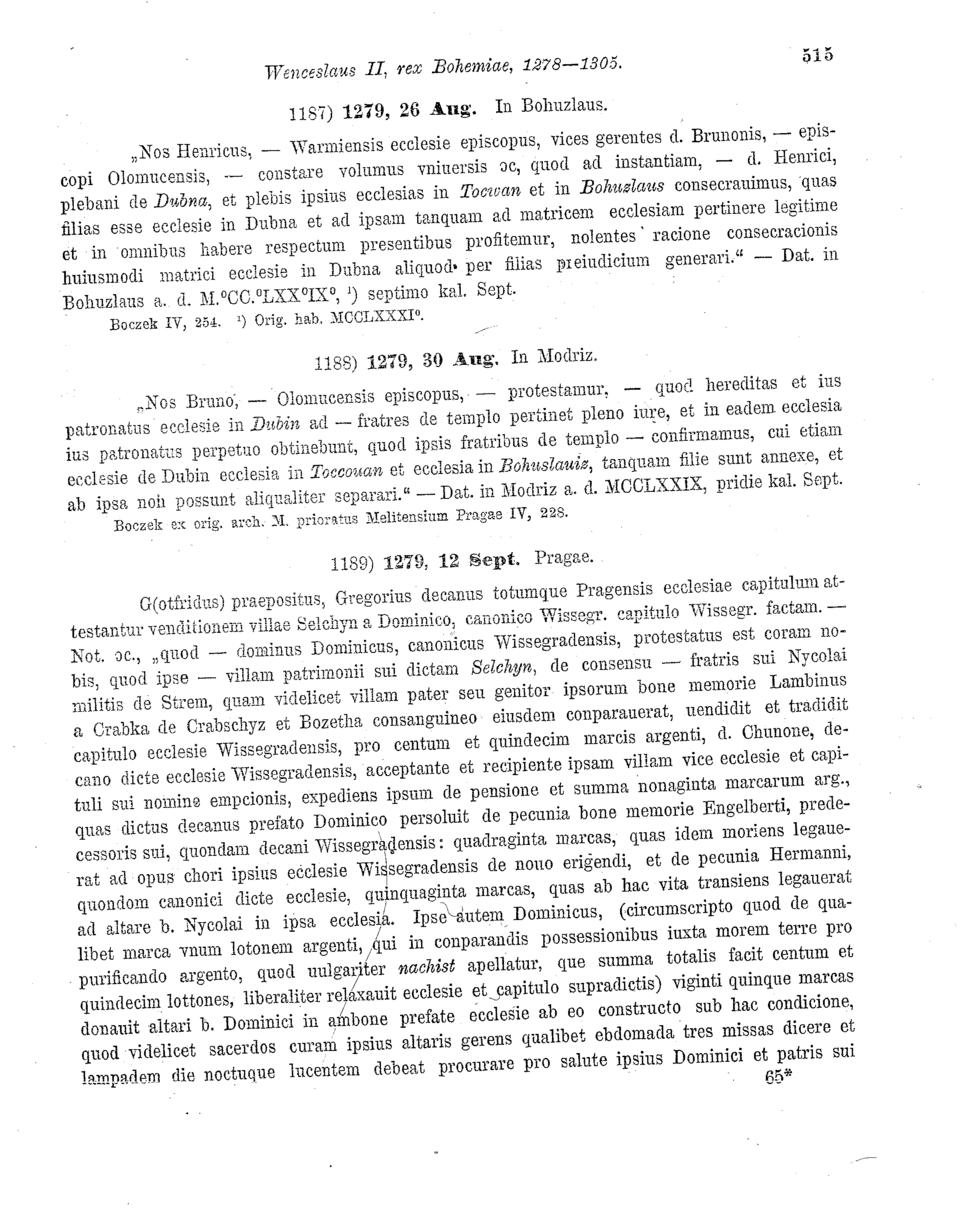 Wenceslaus II, rex Bohemiae, 1278—1305. 515
1187) 1279, 26 Aug. In Bohuzlaus.
„Nos Henricus, — Warmiensis ecclesie episcopus, vices gerentes d. Brunonis, — epis-
copi Olomucensis, — constare volumus vniuersis ɔc, quod ad instantiam, — d. Henrici,
plebani de Dubna, et plebis ipsius ecclesias in Tocwan et in Bohuzlaus consecrauimus, quas
filias esse ecclesie in Dubna et ad ipsam tanquam ad matricem ecclesiam pertinere legitime
et in omnibus habere respectum presentibus profitemur, nolentes racione consecracionis
huiusmodi matrici ecclesie in Dubna aliquod per filias preiudicium generari.“ — Dat. in
Bohuzlaus a. d. M.⁰CC.⁰LXX⁰IX⁰, ¹) septimo kal. Sept.
Boczek IV, 254. ¹) Orig. hab. MCCLXXXI⁰.
1188) 1279, 30 Aug. In Modriz.
„Nos Bruno, — Olomucensis episcopus, — protestamur, — quod hereditas et ius
patronatus ecclesie in Dubin ad — fratres de templo pertinet pleno iure, et in eadem ecclesia
ius patronatus perpetuo obtinebunt, quod ipsis fratribus de templo — confirmamus, cui etiam
ecclesie de Dubin ecclesia in Toccouan et ecclesia in Bohuslauiz, tanquam filie sunt annexe, et
ab ipsa non possunt aliqualiter separari.“ — Dat. in Modriz a. d. MCCLXXIX, pridie kal. Sept.
Boczek ex orig. arch. M. prioratus Melitensium Pragae IV, 228.
1189) 1279, 12 Sept. Pragae.
G(otfridus) praepositus, Gregorius decanus totumque Pragensis ecclesiae capitulum at-
testantur venditionem villae Selchyn a Dominico, canonico Wissegr. capitulo Wissegr. factam. —
Not. ɔc., „quod — dominus Dominicus, canonicus Wissegradensis, protestatus est coram no-
bis, quod ipse — villam patrimonii sui dictam Selchyn, de consensu — fratris sui Nycolai
militis de Strem, quam videlicet villam pater seu genitor ipsorum bone memorie Lambinus
a Crabka de Crabschyz et Bozetha consanguineo eiusdem conparauerat, uendidit et tradidit
capitulo ecclesie Wissegradensis, pro centum et quindecim marcis argenti, d. Chunone, de-
cano dicte ecclesie Wissegradensis, acceptante et recipiente ipsam villam vice ecclesie et capi-
tuli sui nomine empcionis, expediens ipsum de pensione et summa nonaginta marcarum arg.,
quas dictus decanus prefato Dominico persoluit de pecunia bone memorie Engelberti, prede-
cessoris sui, quondam decani Wissegradensis: quadraginta marcas, quas idem moriens legaue-
rat ad opus chori ipsius ecclesie Wissegradensis de nouo erigendi, et de pecunia Hermanni,
quondom canonici dicte ecclesie, quinquaginta marcas, quas ab hac vita transiens legauerat
ad altare b. Nycolai in ipsa ecclesia. Ipse autem Dominicus, (circumscripto quod de qua-
libet marca vnum lotonem argenti, qui in conparandis possessionibus iuxta morem terre pro
purificando argento, quod uulgariter nachist apellatur, que summa totalis facit centum et
quindecim lottones, liberaliter relaxauit ecclesie et capitulo supradictis) viginti quinque marcas
donauit altari b. Dominici in ambone prefate ecclesie ab eo constructo sub hac condicione,
quod videlicet sacerdos curam ipsius altaris gerens qualibet ebdomada tres missas dicere et
lampadem die noctuque lucentem debeat procurare pro salute ipsius Dominici et patris sui
65*